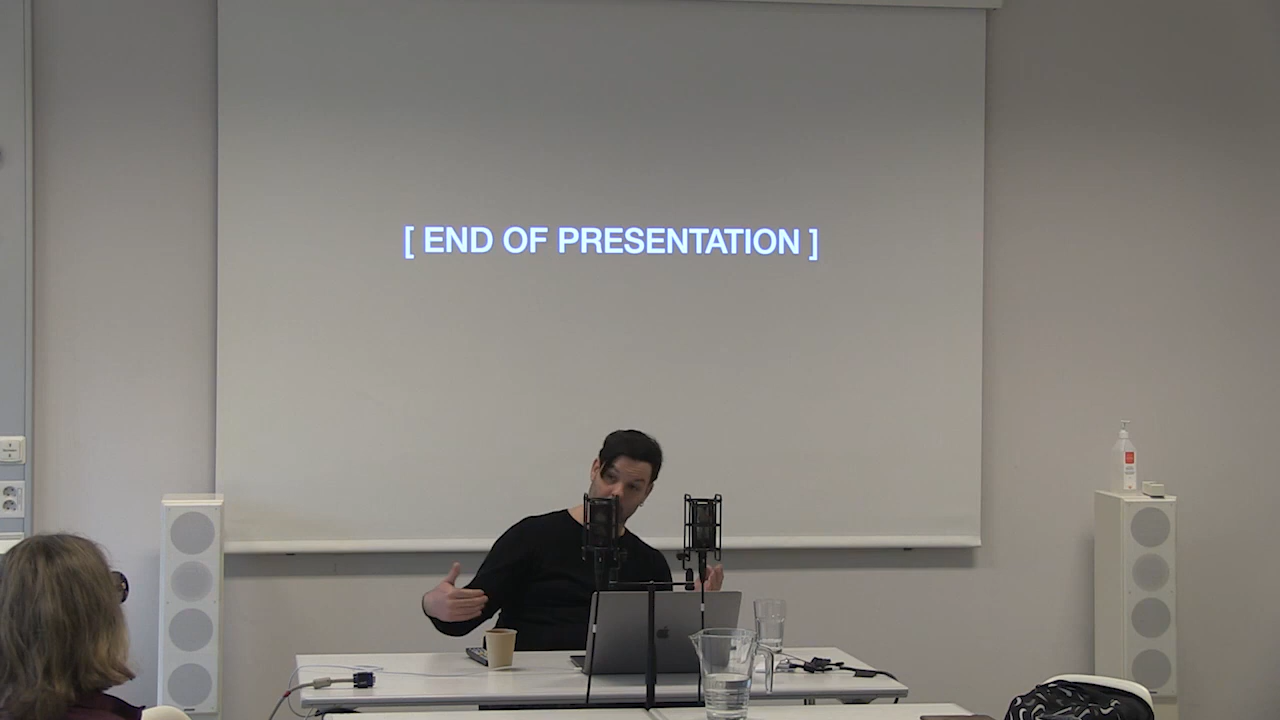 [ END OF PRESENTATION ]